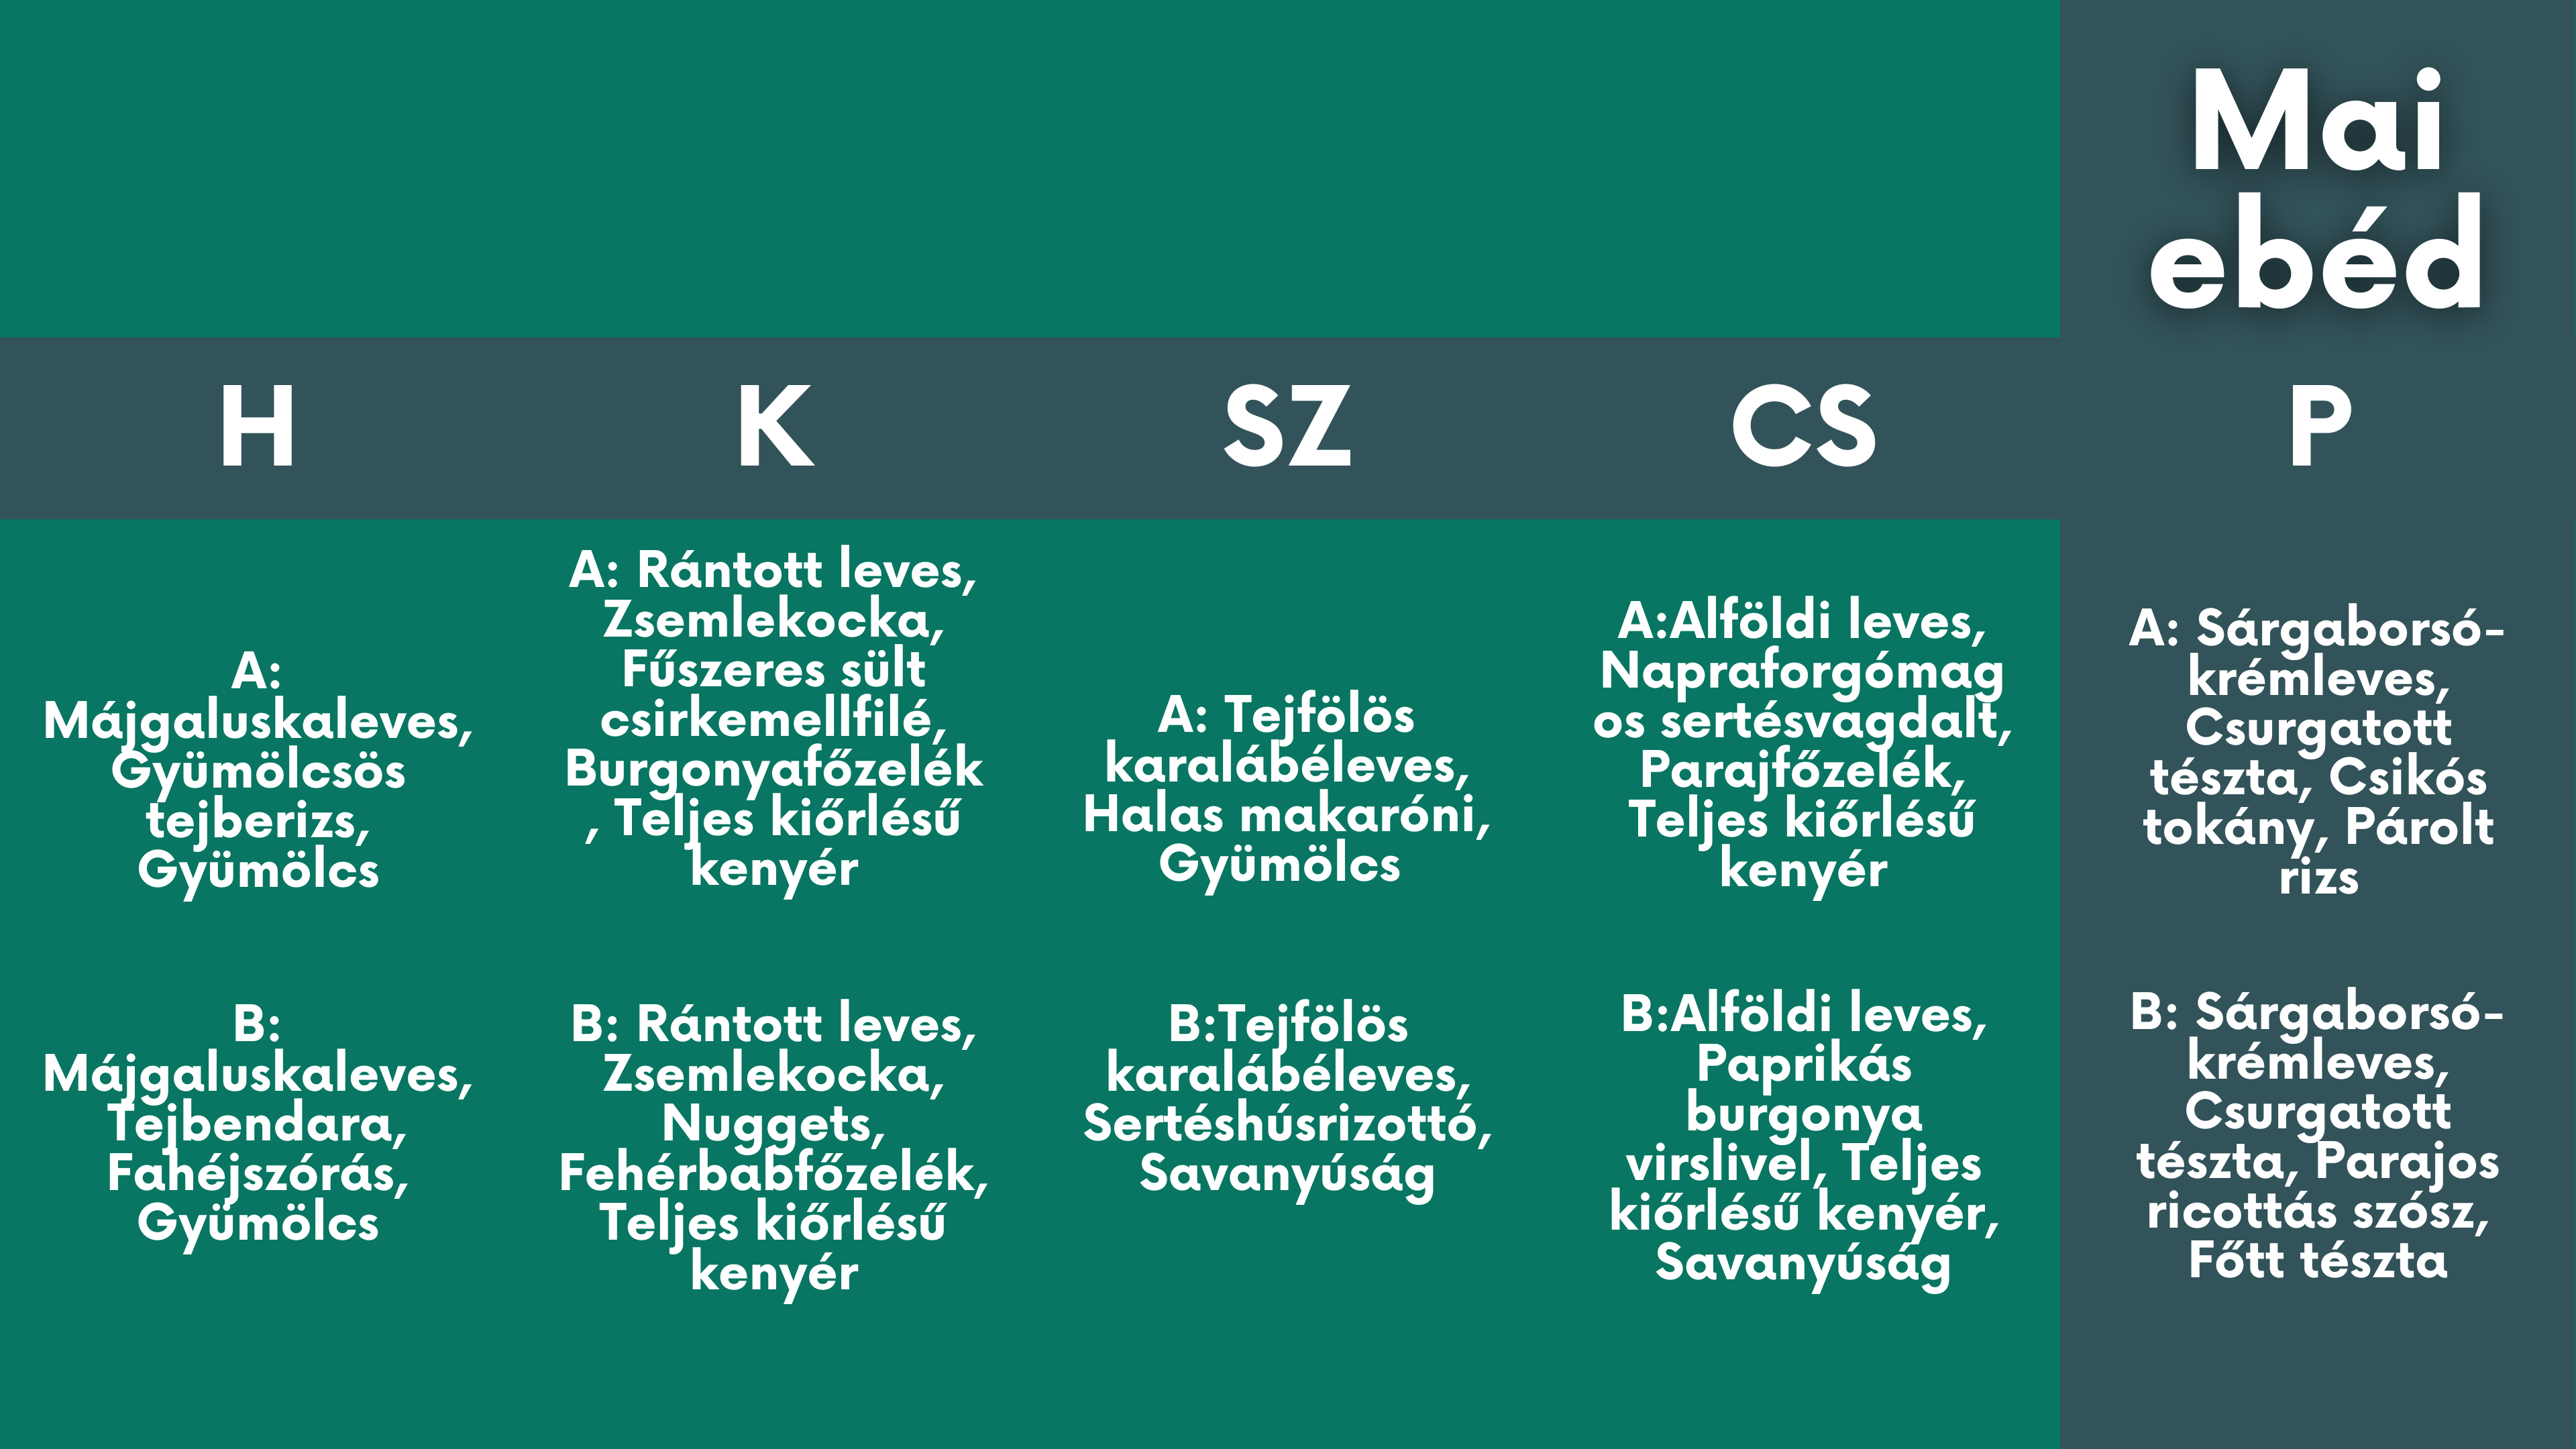 Mai
ebéd
H
K
SZ
CS
P
A:
Májgaluskaleves,
Gyümölcsös
tejberizs,
Gyümölcs
B:
Májgaluskaleves,
Tejbendara,
Fahéjszórás,
Gyümölcs
A: Rántott leves,
Zsemlekocka,
Fűszeres sült
csirkemellfilé,
Burgonyafőzelék
, Teljes kiőrlésű
kenyér
B: Rántott leves,
Zsemlekocka,
Nuggets,
Fehérbabfőzelék,
Teljes kiőrlésű
kenyér
A: Tejfölös
karalábéleves,
Halas makaróni,
Gyümölcs
B:Tejfölös
karalábéleves,
Sertéshúsrizottó,
Savanyúság
A:Alföldi leves,
Napraforgómag
os sertésvagdalt,
Parajfőzelék,
Teljes kiőrlésű
kenyér
B:Alföldi leves,
Paprikás
burgonya
virslivel, Teljes
kiőrlésű kenyér,
Savanyúság
A: Sárgaborsó-
krémleves,
Csurgatott
tészta, Csikós
tokány, Párolt
rizs
B: Sárgaborsó-
krémleves,
Csurgatott
tészta, Parajos
ricottás szósz,
Főtt tészta